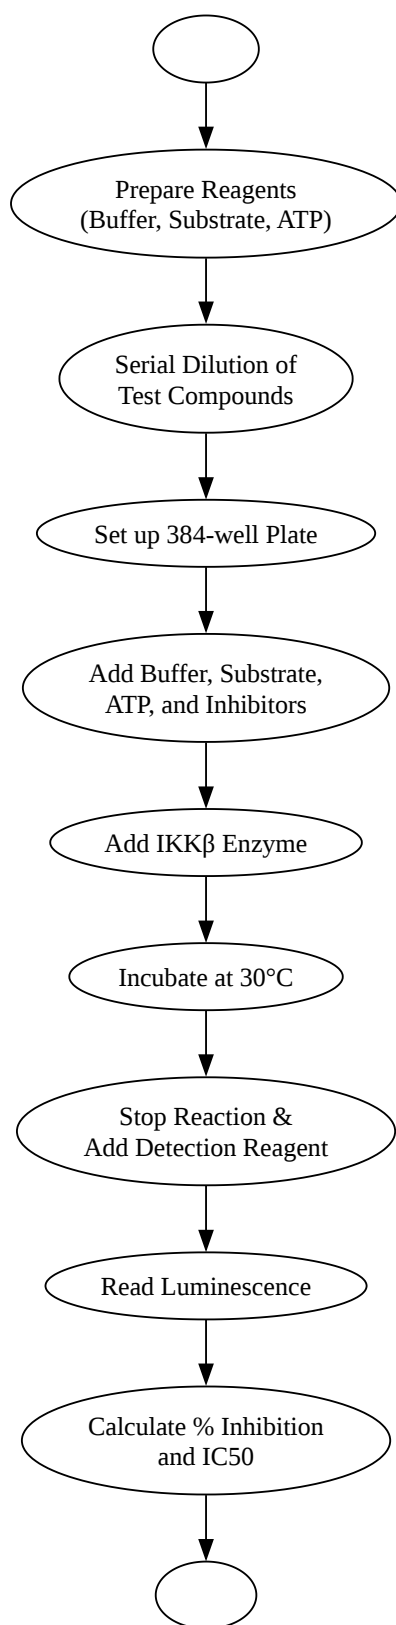 Prepare Reagents
(Buffer, Substrate, ATP)
Serial Dilution of
Test Compounds
Set up 384-well Plate
Add Buffer, Substrate,
ATP, and Inhibitors
Add IKKβ Enzyme
Incubate at 30°C
Stop Reaction &
Add Detection Reagent
Read Luminescence
Calculate % Inhibition
and IC50